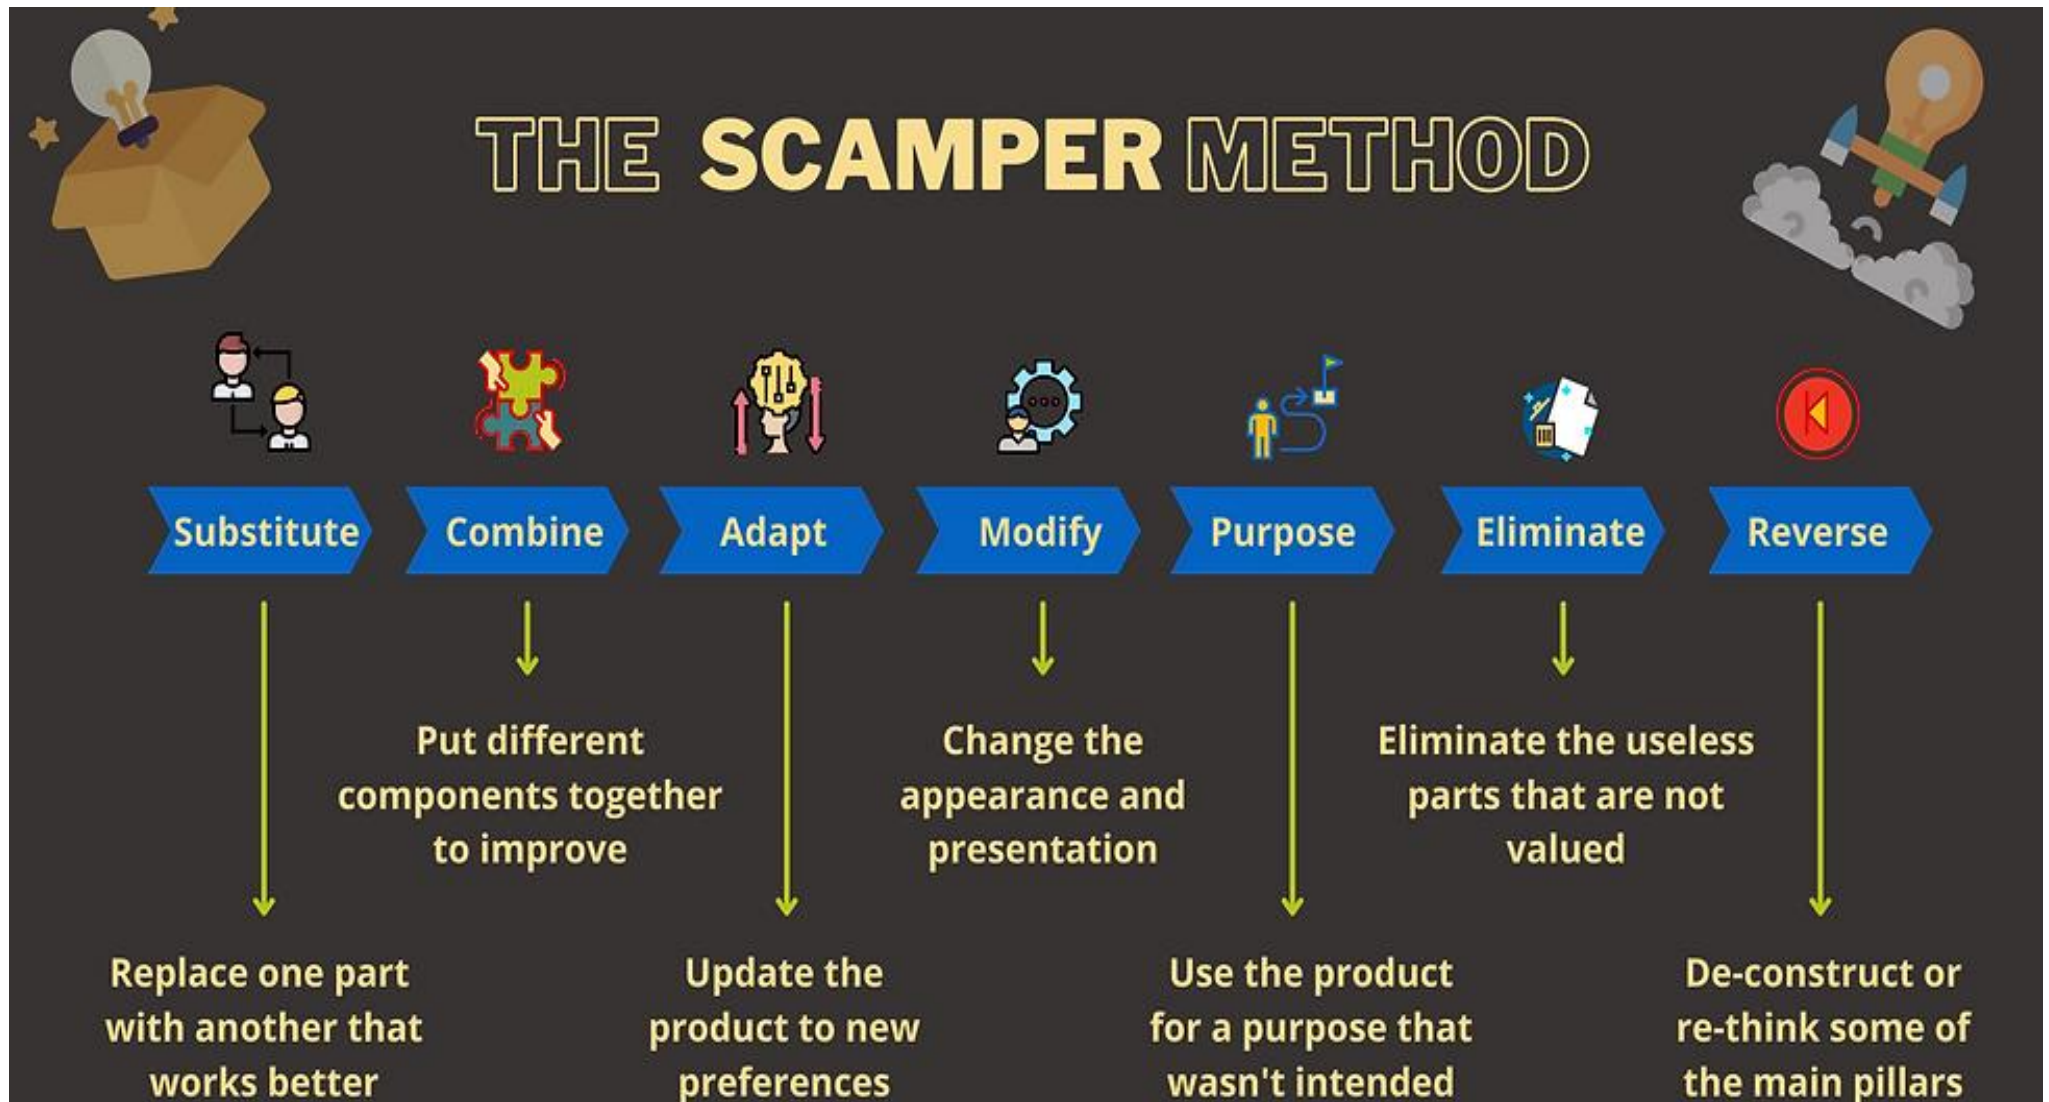 THE SCAMPER METHOD
Substitute
Combine
Adapt
Modify
Purpose
Eliminate
Reverse
Put different
components together
to improve
Change the
appearance and
presentation
Eliminate the useless
parts that are not
valued
Replace one part
with another that
works better
Update the
product to new
preferences
Use the product
for a purpose that
wasn't intended
De-construct or
re-think some of
the main pillars